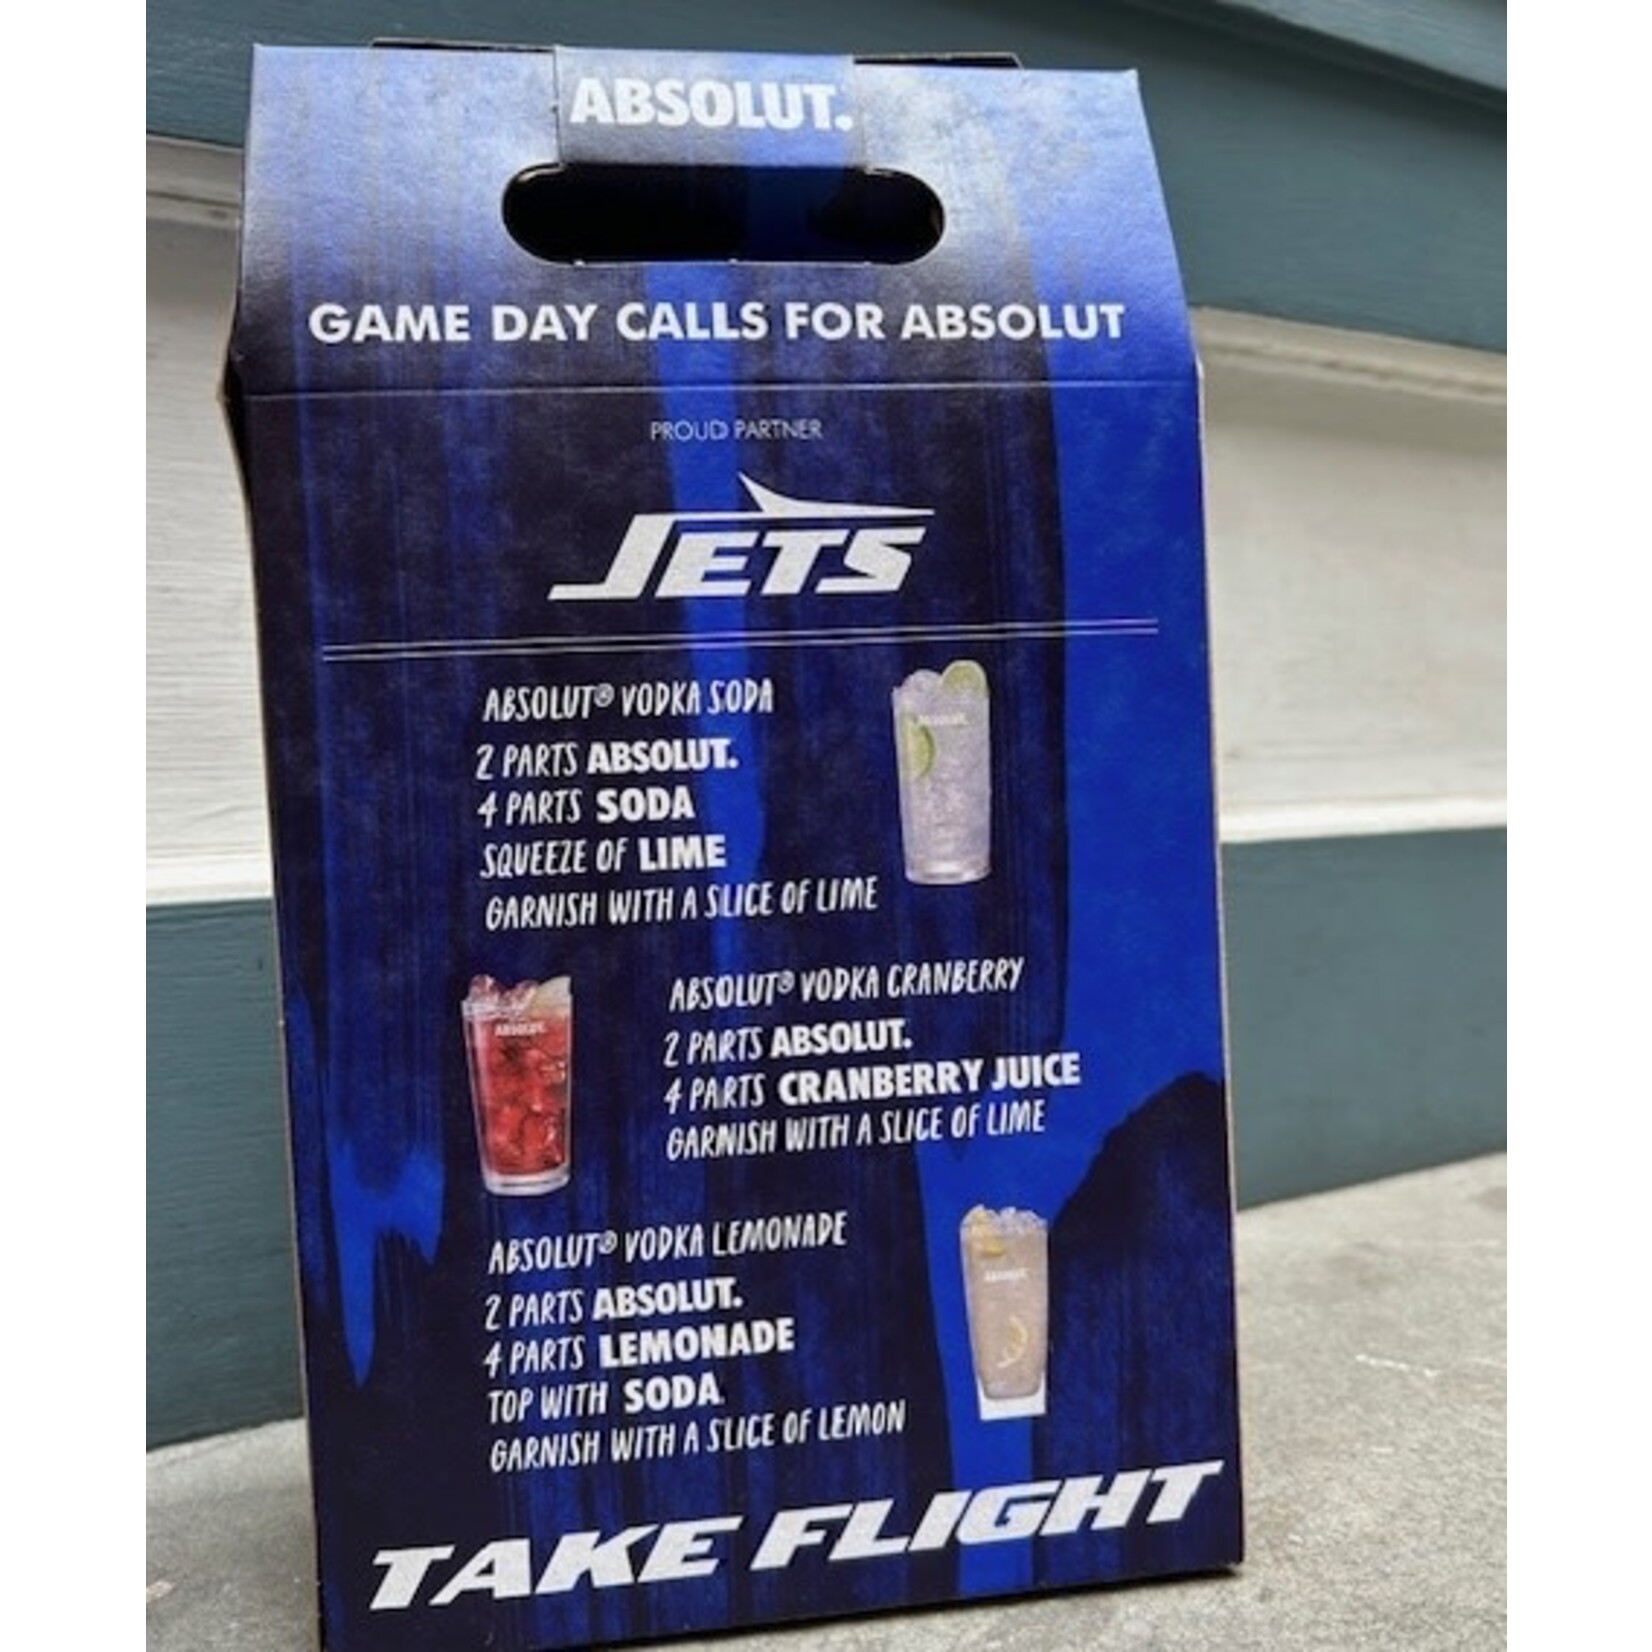 ABSOLUT.
GAME DAY CALLS FOR ABSOLUT
PROUD PARTNER
JETS
ABSOLUT® VODKA SODA
2 PARTS ABSOLUT.
4 PARTS SODA
SQUEEZE OF LIME
GARNISH WITH A SLICE OF LIME
ABSOLUT.
ABSOLUT® VODKA CRANBERRY
2 PARTS ABSOLUT.
4 PARTS CRANBERRY JUICE
GARNISH WITH A SLICE OF LIME
ABSOLUT.
ABSOLUT® VODKA LEMONADE
2 PARTS ABSOLUT.
4 PARTS LEMONADE
TOP WITH SODA
GARNISH WITH A SLICE OF LEMON
ABSOLUT.
TAKE FLIGHT